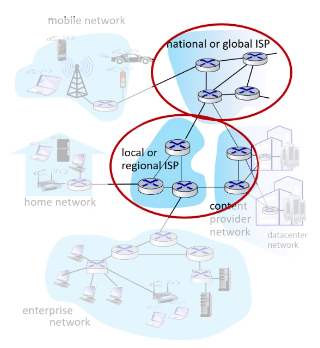 mobile network
national or global ISP
local or
regional ISP
home network
content
provider
network
datacenter
network
enterprise
network